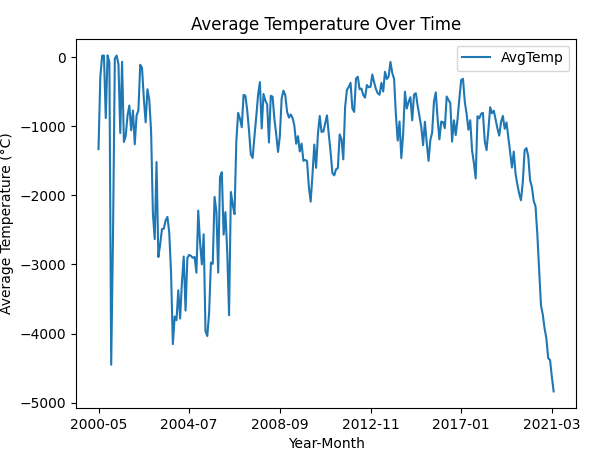 Average Temperature Over Time
AvgTemp
Average Temperature (°C)
0
−1000
−2000
−3000
−4000
−5000
2000-05 2004-07 2008-09 2012-11 2017-01 2021-03
Year-Month